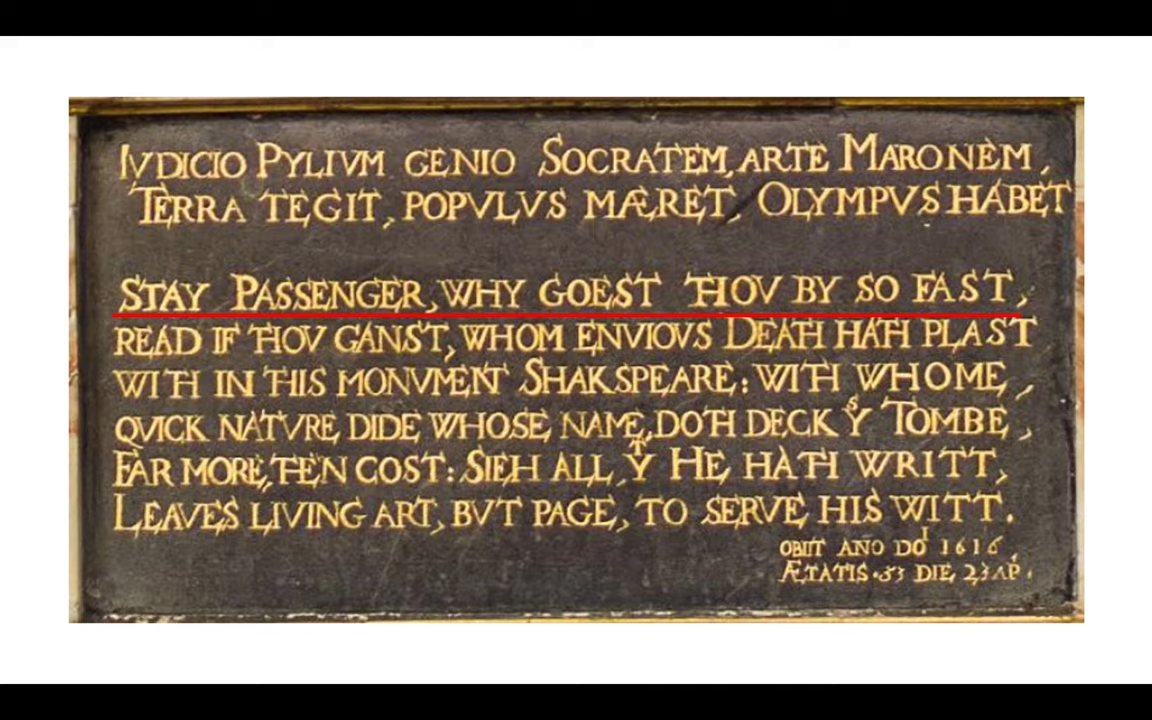 IVDICIO PYLIVM GENIO SOCRATEM, ARTE MARONEM,
TERRA TEGIT, POPVLVS MÆRET, OLYMPVS HABET
STAY PASSENGER, WHY GOEST THOV BY SO FAST,
READ IF THOV CANST, WHOM ENVIOVS DEATH HATH PLAST
WITH IN THIS MONVMENT SHAKSPEARE: WITH WHOME,
QVICK NATVRE DIDE WHOSE NAME, DOTH DECK Yˢ TOMBE,
FAR MORE, THEN COST: SIEH ALL, Yᵀ HE HATH WRITT,
LEAVES LIVING ART, BVT PAGE, TO SERVE HIS WITT.
OBIIT ANO DOᴵ 1616,
ÆTATIS·53 DIE 23 AP.